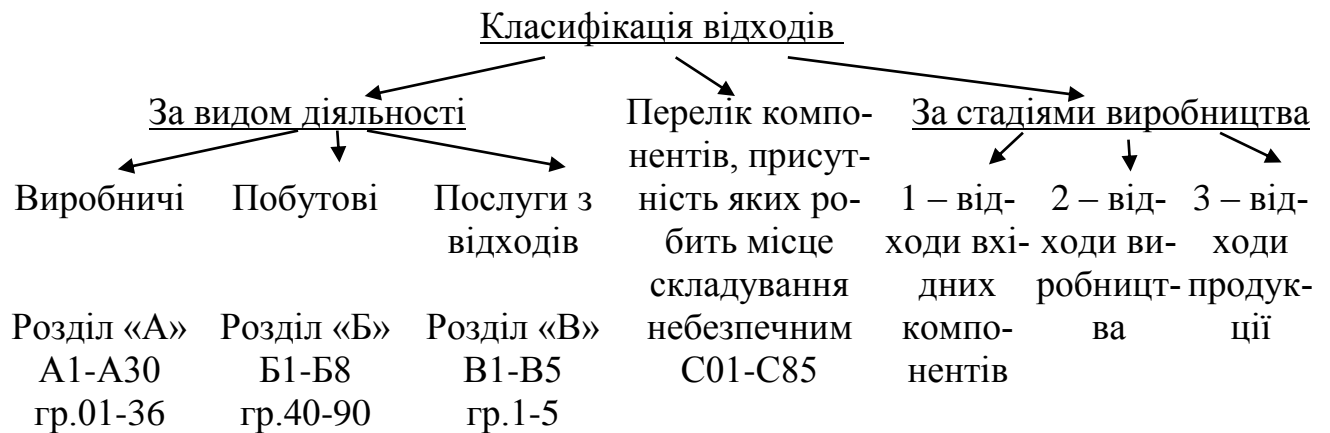 Класифікація відходів
За видом діяльності Перелік компо- За стадіями виробництва
нентів, присут-
Виробничі Побутові Послуги з ність яких ро- 1 – від- 2 – від- 3 – від-
відходів бить місце ходи вхі- ходи ви- ходи
складування дних робницт- продук-
Розділ «А» Розділ «Б» Розділ «В» небезпечним компо- ва ції
А1-А30 Б1-Б8 В1-В5 С01-С85 нентів
гр.01-36 гр.40-90 гр.1-5